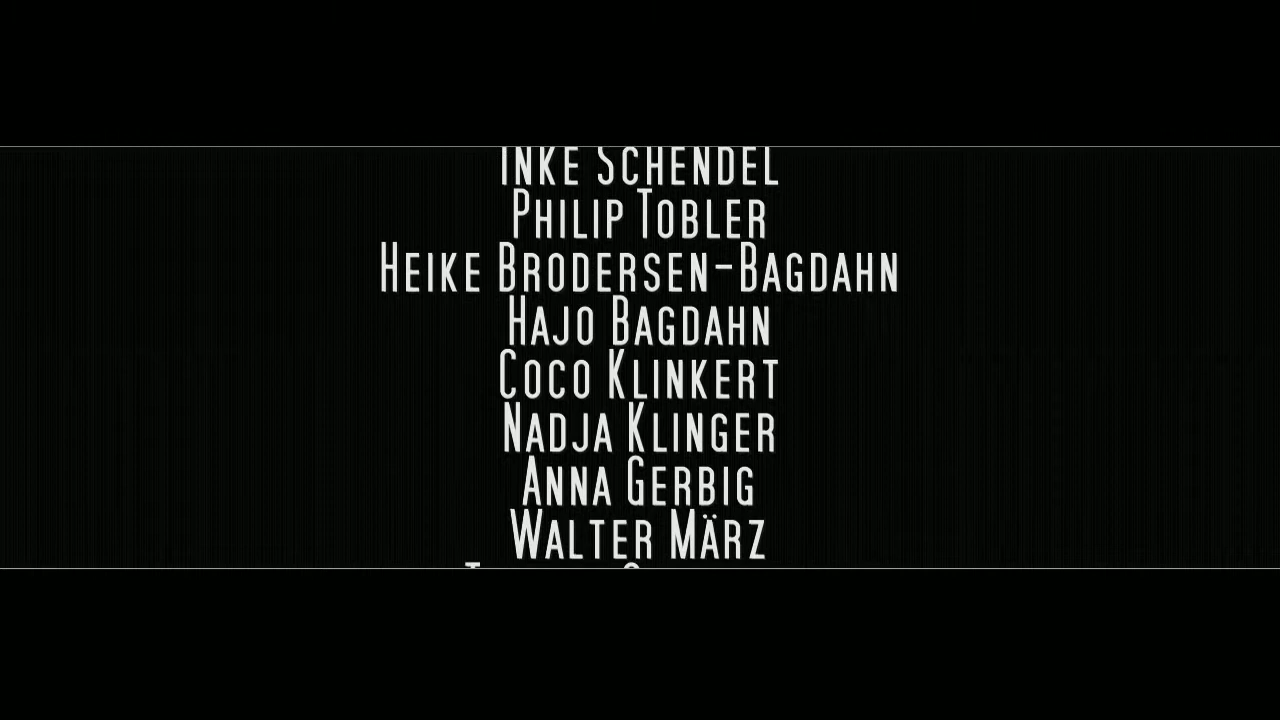 Inke Schendel
Philip Tobler
Heike Brodersen-Bagdahn
Hajo Bagdahn
Coco Klinkert
Nadja Klinger
Anna Gerbig
Walter März